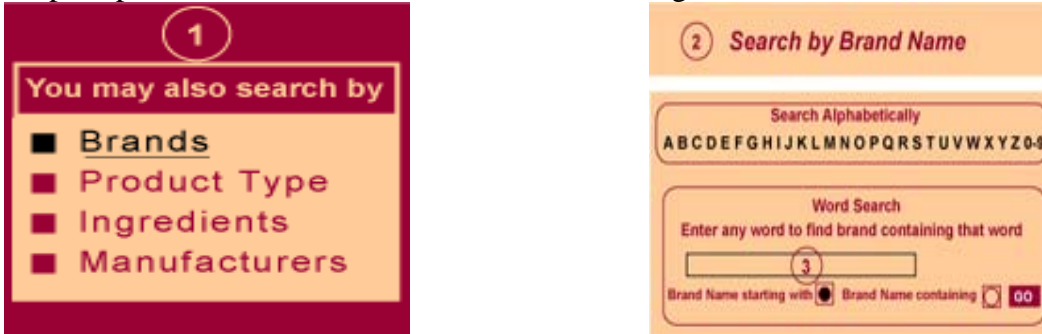 1
You may also search by
Brands
Product Type
Ingredients
Manufacturers
2 Search by Brand Name
Search Alphabetically
A B C D E F G H I J K L M N O P Q R S T U V W X Y Z 0-9
Word Search
Enter any word to find brand containing that word
3
Brand Name starting with Brand Name containing GO